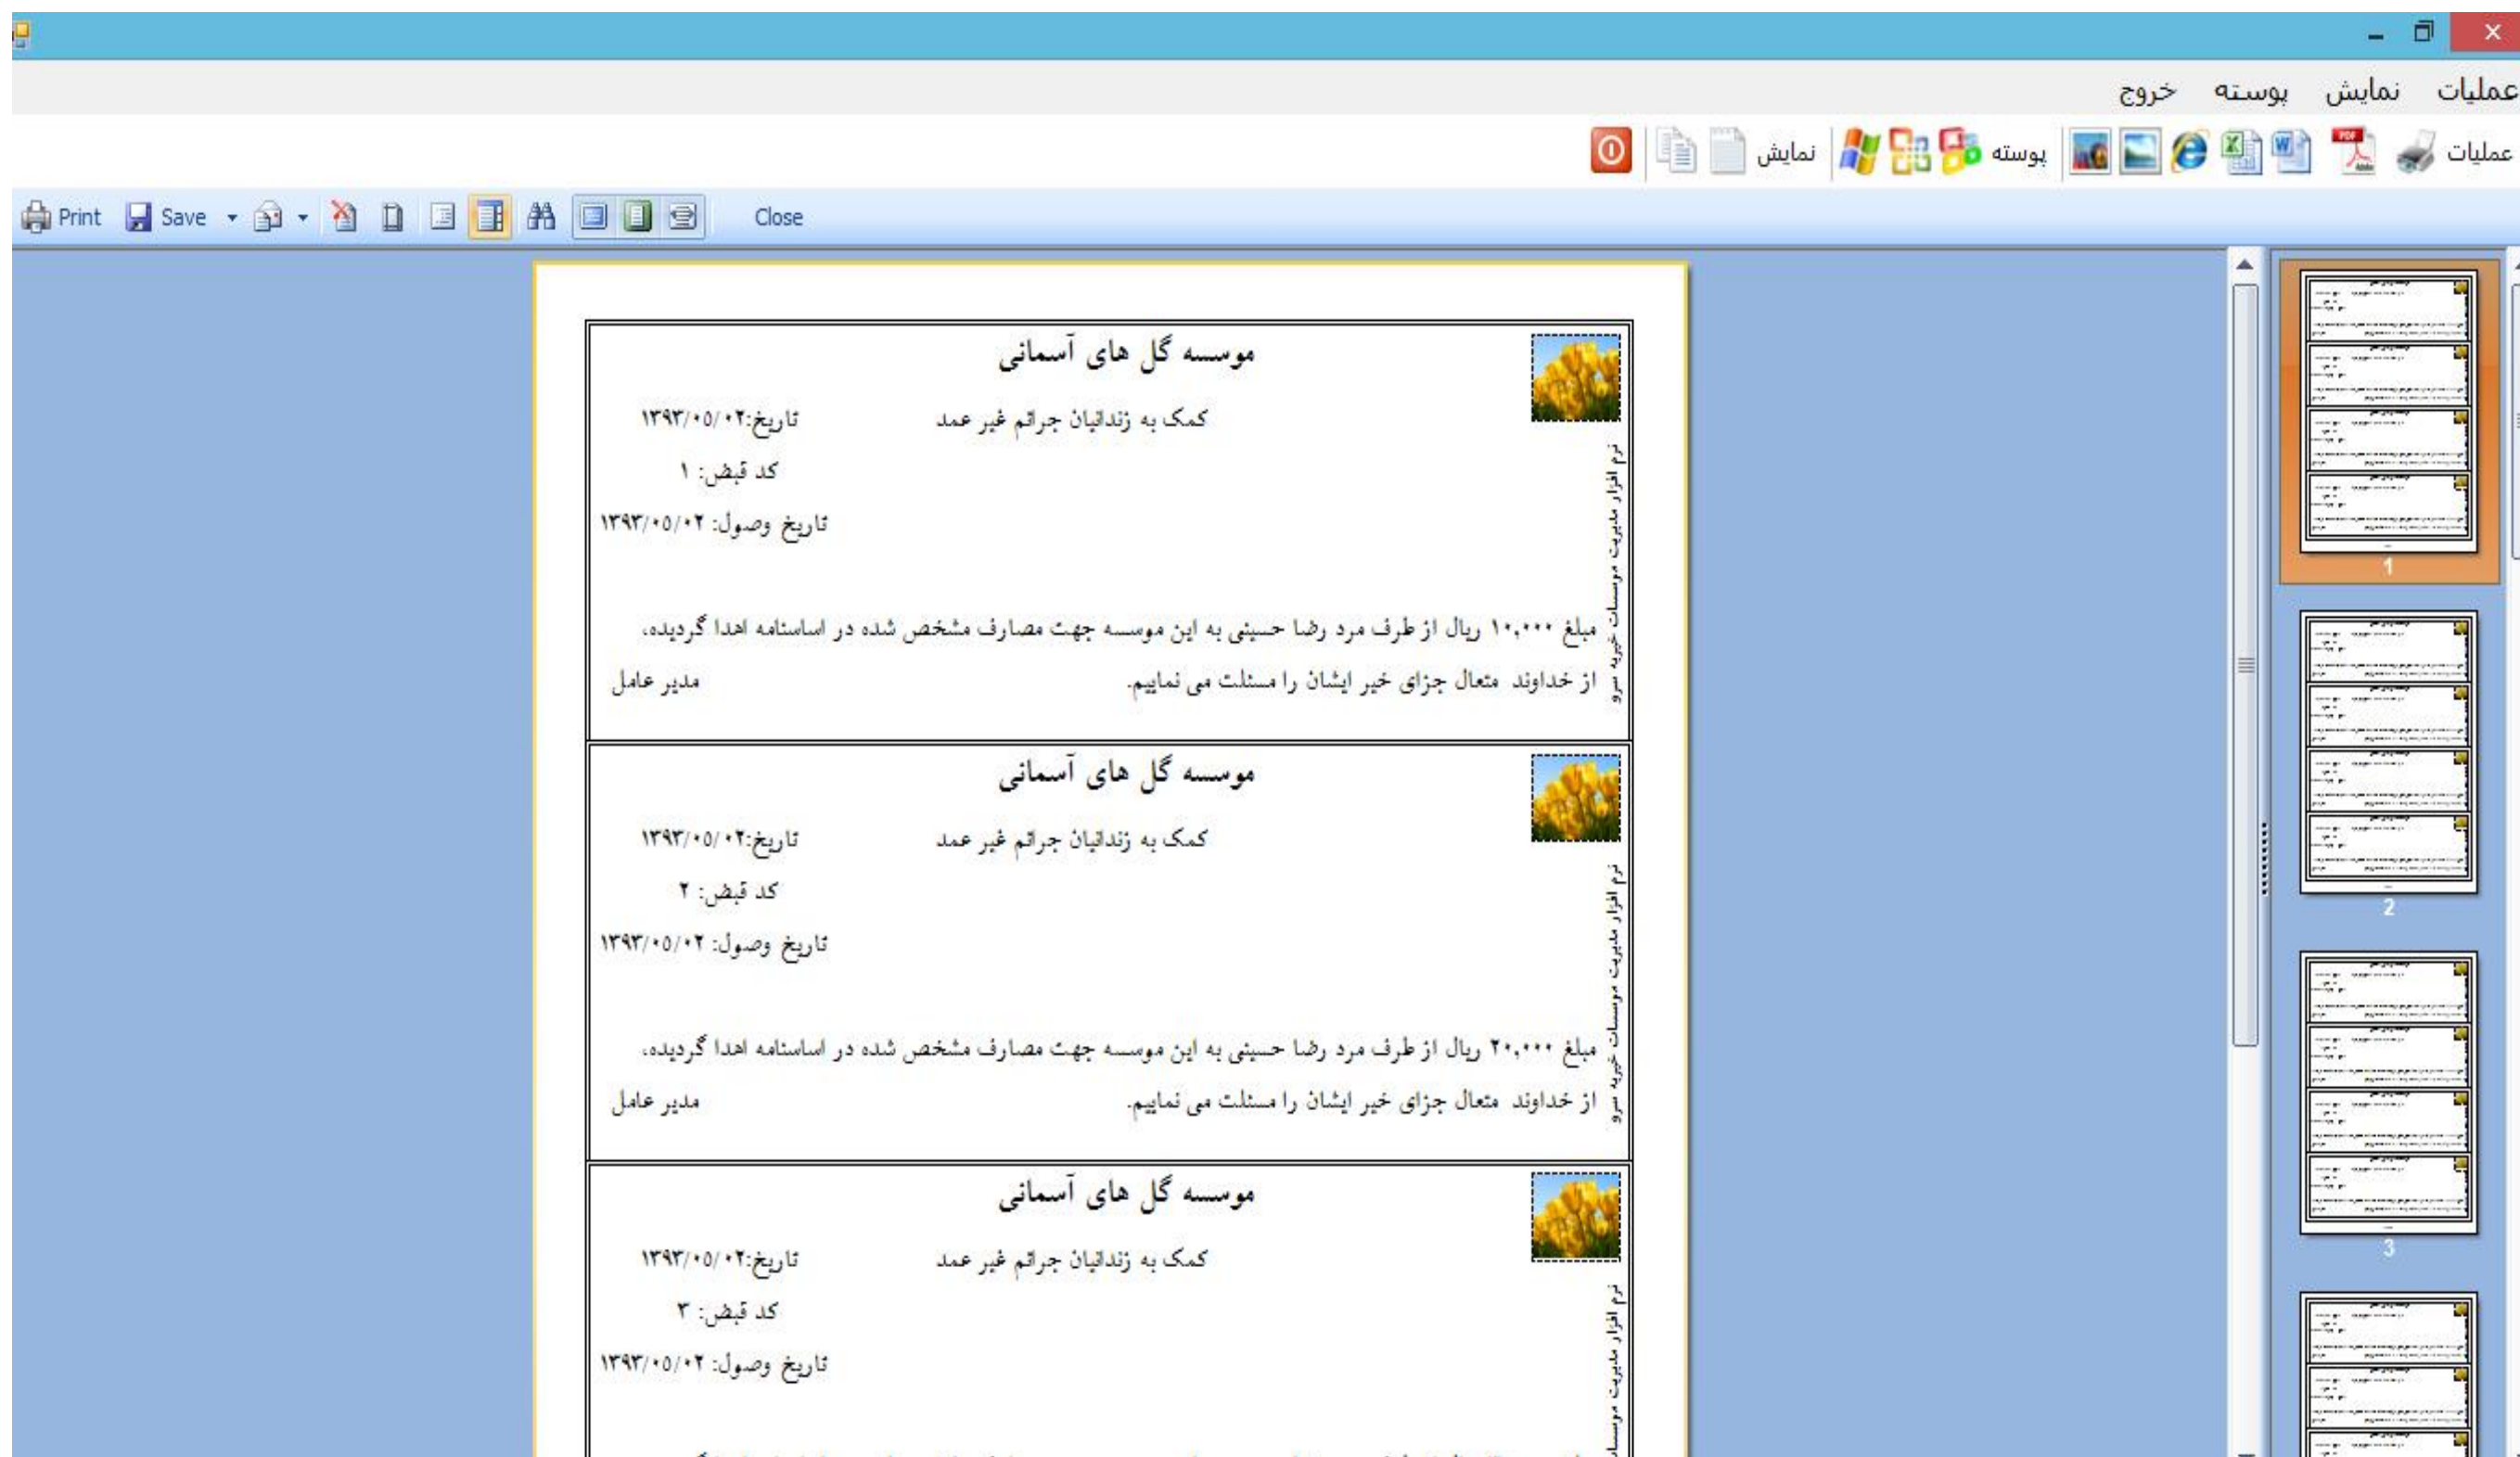 عملیات نمایش پوسته خروج
عملیات
پوسته
نمایش
Print Save Close
موسسه گل های آسمانی
کمک به زندانیان جرائم غیر عمد
تاریخ:۱۳۹۳/۰۵/۰۲
کد قبض: ۱
تاریخ وصول: ۱۳۹۳/۰۵/۰۲
مبلغ ۱۰,۰۰۰ ریال از طرف مرد رضا حسینی به این موسسه جهت مصارف مشخص شده در اساسنامه اهدا گردیده،
از خداوند متعال جزای خیر ایشان را مسئلت می نماییم.
مدیر عامل
نرم افزار مدیریت موسسات خیریه سرو
موسسه گل های آسمانی
کمک به زندانیان جرائم غیر عمد
تاریخ:۱۳۹۳/۰۵/۰۲
کد قبض: ۲
تاریخ وصول: ۱۳۹۳/۰۵/۰۲
مبلغ ۲۰,۰۰۰ ریال از طرف مرد رضا حسینی به این موسسه جهت مصارف مشخص شده در اساسنامه اهدا گردیده،
از خداوند متعال جزای خیر ایشان را مسئلت می نماییم.
مدیر عامل
نرم افزار مدیریت موسسات خیریه سرو
موسسه گل های آسمانی
کمک به زندانیان جرائم غیر عمد
تاریخ:۱۳۹۳/۰۵/۰۲
کد قبض: ۳
تاریخ وصول: ۱۳۹۳/۰۵/۰۲
نرم افزار مدیریت
1
2
3